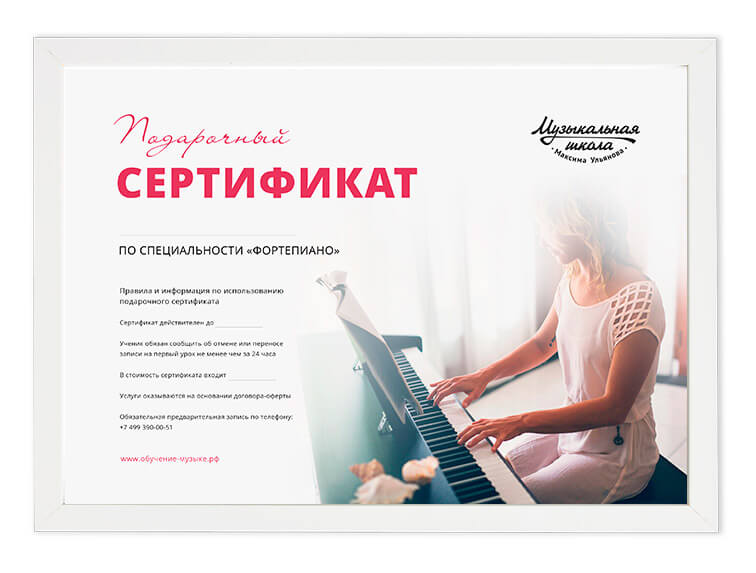 Подарочный
СЕРТИФИКАТ
Музыкальная
школа
• Максима Ульянова •
ПО СПЕЦИАЛЬНОСТИ «ФОРТЕПИАНО»
Правила и информация по использованию
подарочного сертификата
Сертификат действителен до
Ученик обязан сообщить об отмене или переносе
записи на первый урок не менее чем за 24 часа
В стоимость сертификата входит
Услуги оказываются на основании договора-оферты
Обязательная предварительная запись по телефону:
+7 499 390-00-51
www.обучение-музыке.рф